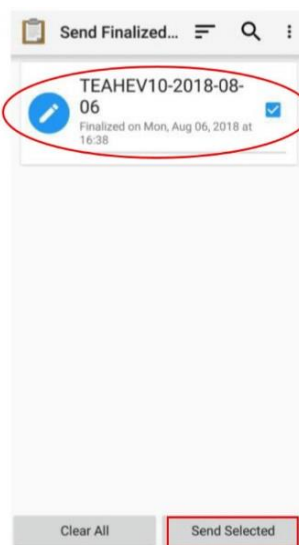 Send Finalized...
TEAHEV10-2018-08-
06
Finalized on Mon, Aug 06, 2018 at
16:38
Clear All
Send Selected